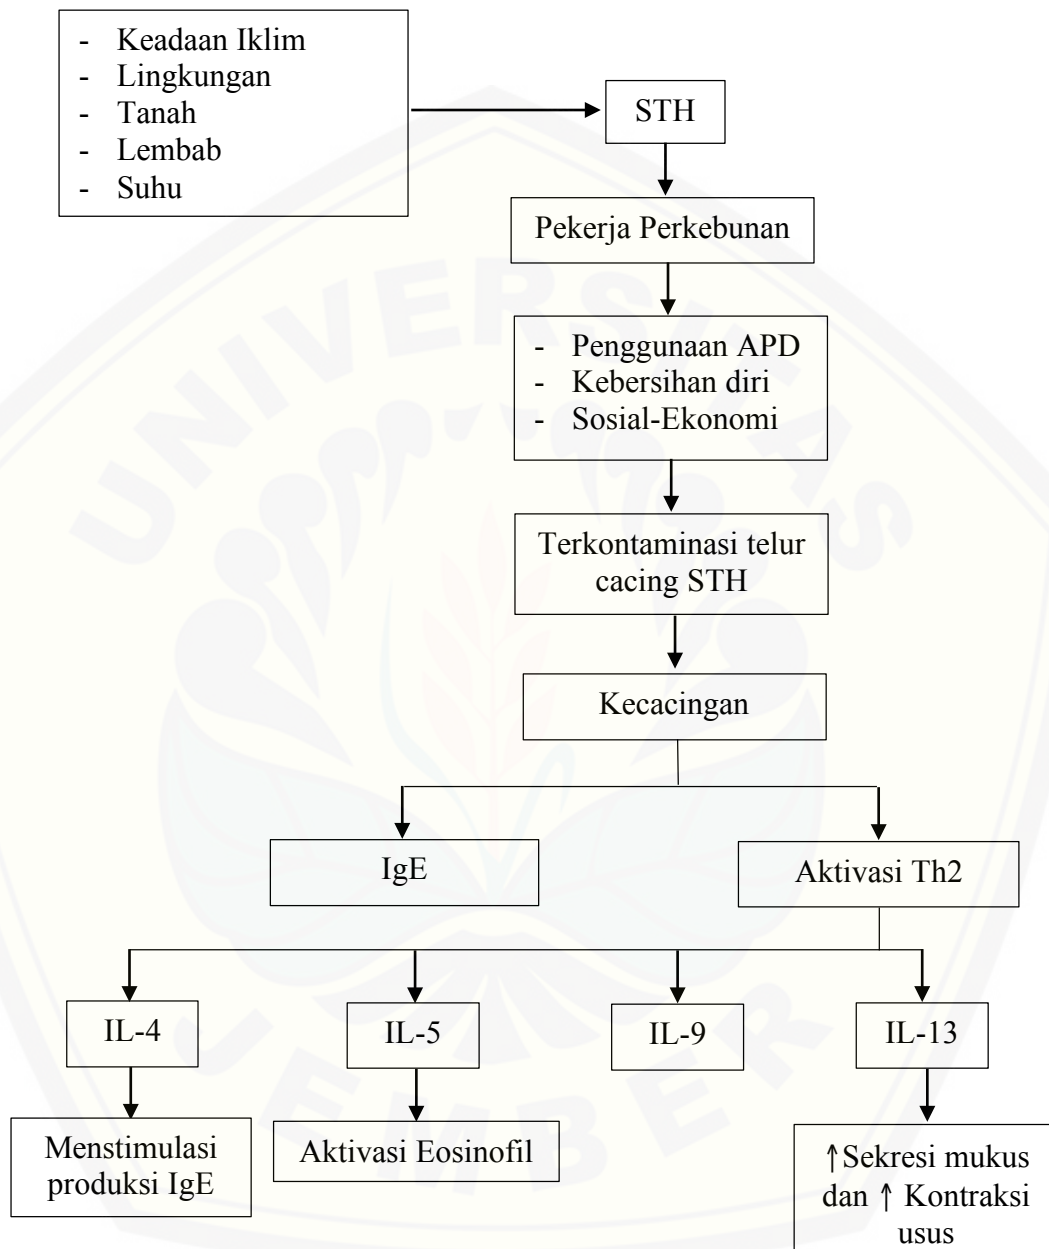 - Keadaan Iklim
- Lingkungan
- Tanah
- Lembab
- Suhu
STH
Pekerja Perkebunan
- Penggunaan APD
- Kebersihan diri
- Sosial-Ekonomi
Terkontaminasi telur
cacing STH
Kecacingan
IgE
Aktivasi Th2
IL-4
IL-5
IL-9
IL-13
Menstimulasi
produksi IgE
Aktivasi Eosinofil
↑Sekresi mukus
dan ↑ Kontraksi
usus
UNIVERSITAS
JEMBER